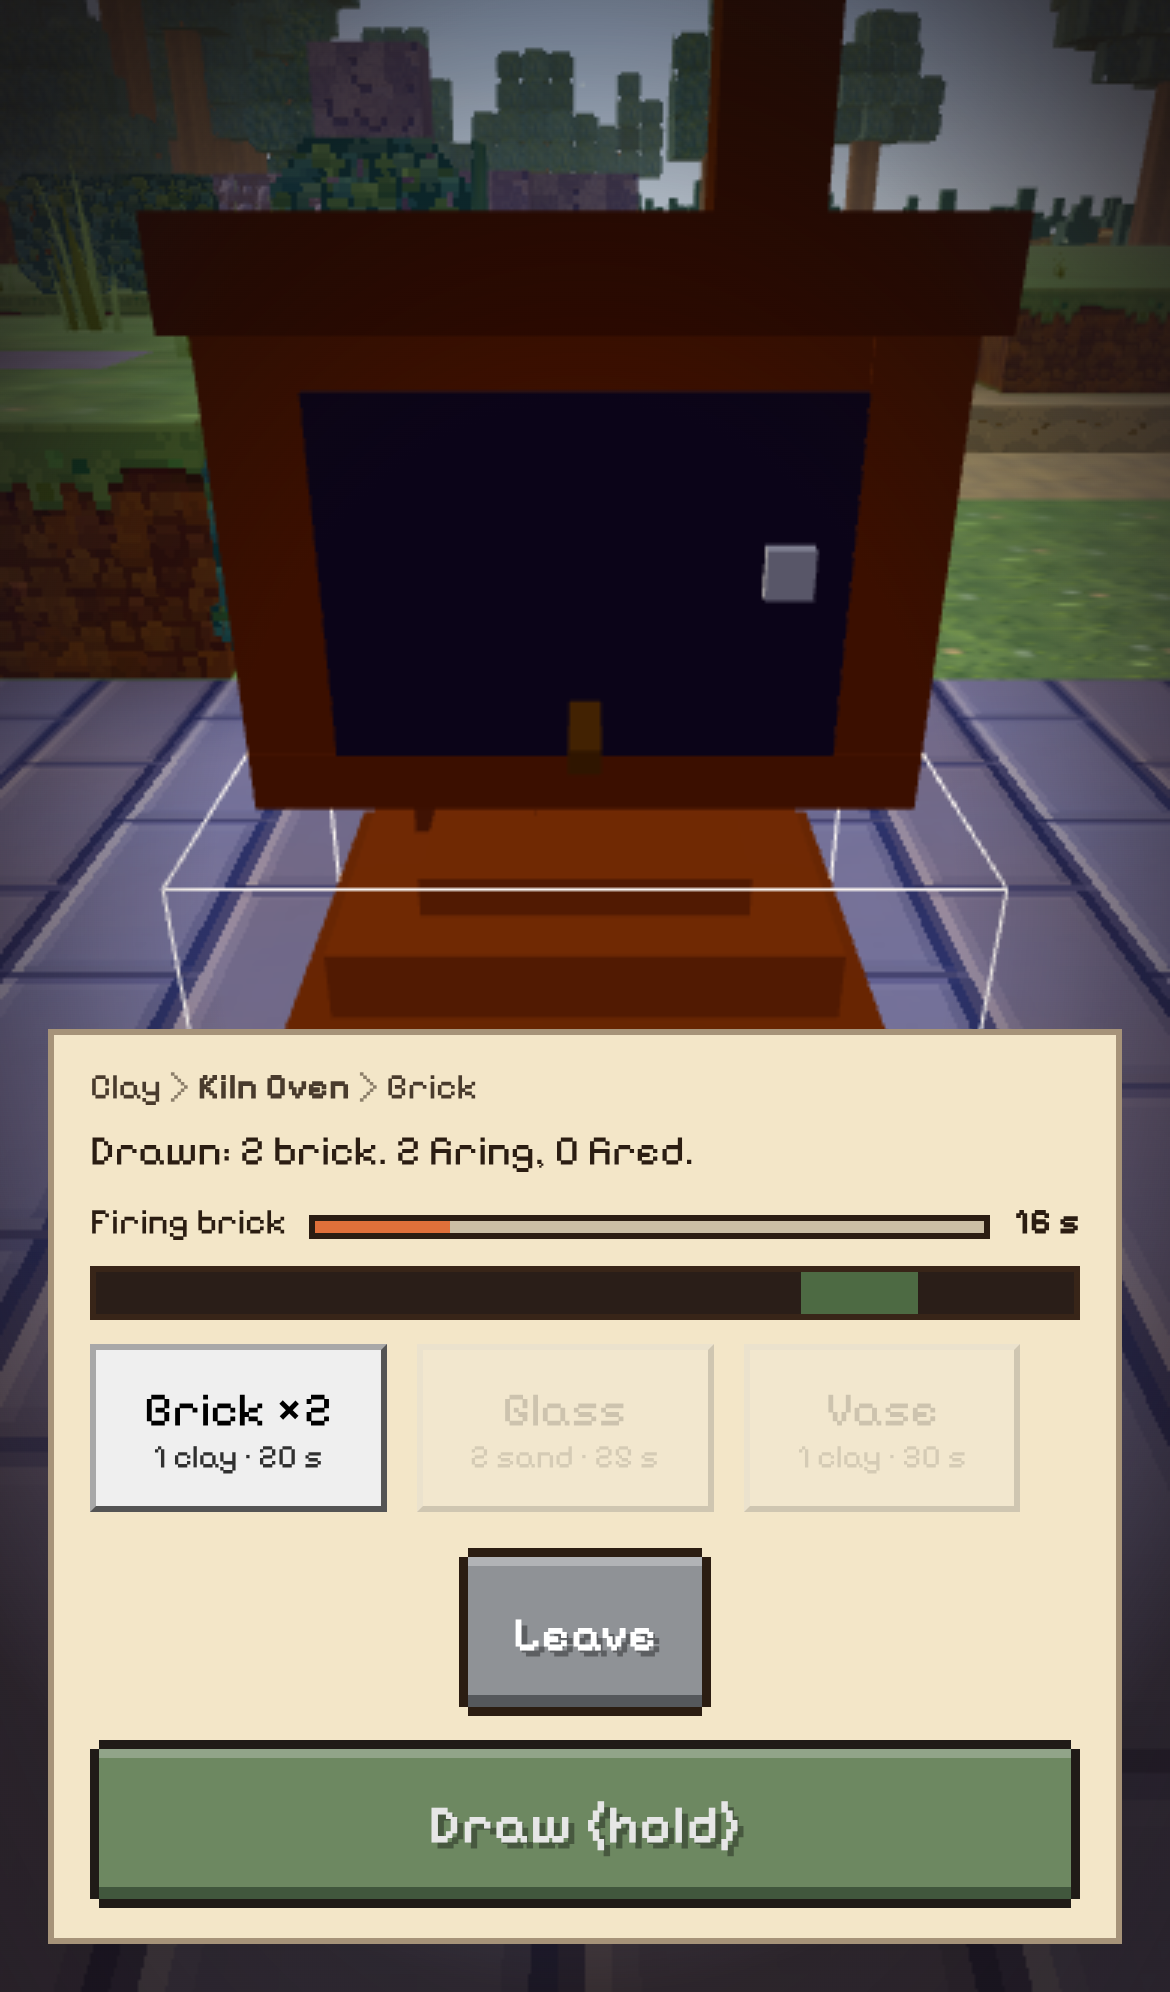 Clay > Kiln Oven > Brick
Drawn: 2 brick. 2 firing, 0 fired.
Firing brick 16 s
Brick ×2
1 clay · 20 s
Glass
2 sand · 28 s
Vase
1 clay · 30 s
Leave
Draw (hold)